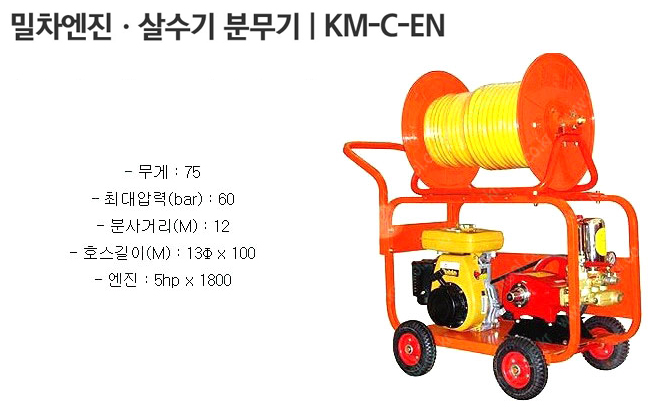 밀차엔진 · 살수기 분무기 | KM-C-EN
- 무게 : 75
- 최대압력(bar) : 60
- 분사거리(M) : 12
- 호스길이(M) : 13Φ x 100
- 엔진 : 5hp x 1800